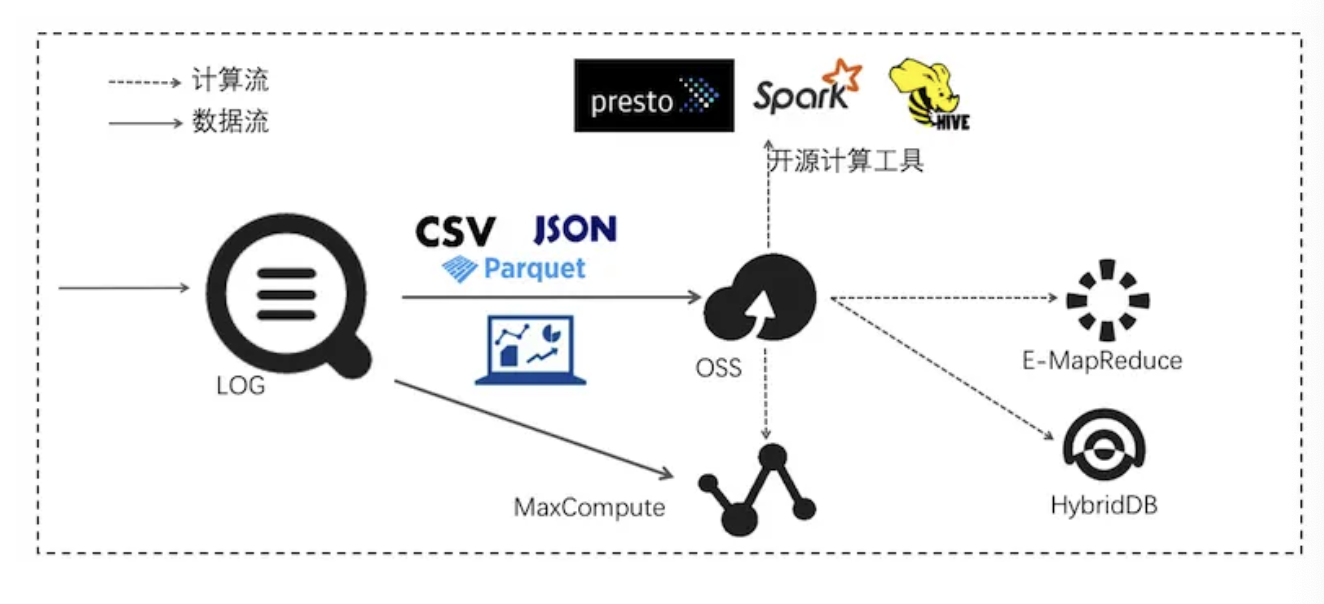 计算流
数据流
presto
Spark
HIVE
开源计算工具
CSV JSON
Parquet
LOG
OSS
E-MapReduce
MaxCompute
HybridDB